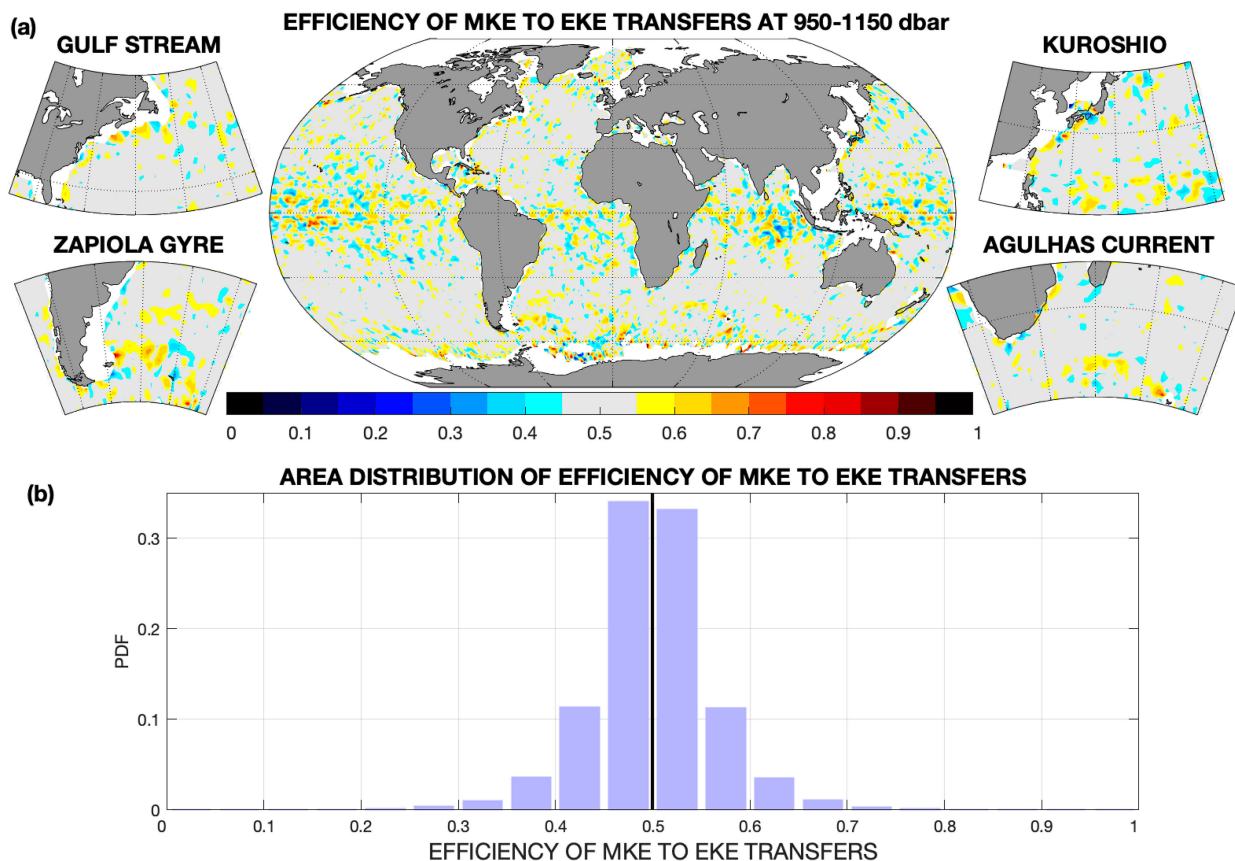 (a)
EFFICIENCY OF MKE TO EKE TRANSFERS AT 950-1150 dbar
GULF STREAM
KUROSHIO
ZAPIOLA GYRE
AGULHAS CURRENT
0 0.1 0.2 0.3 0.4 0.5 0.6 0.7 0.8 0.9 1
(b)
AREA DISTRIBUTION OF EFFICIENCY OF MKE TO EKE TRANSFERS
0.3
0.2
0.1
0
PDF
0 0.1 0.2 0.3 0.4 0.5 0.6 0.7 0.8 0.9 1
EFFICIENCY OF MKE TO EKE TRANSFERS